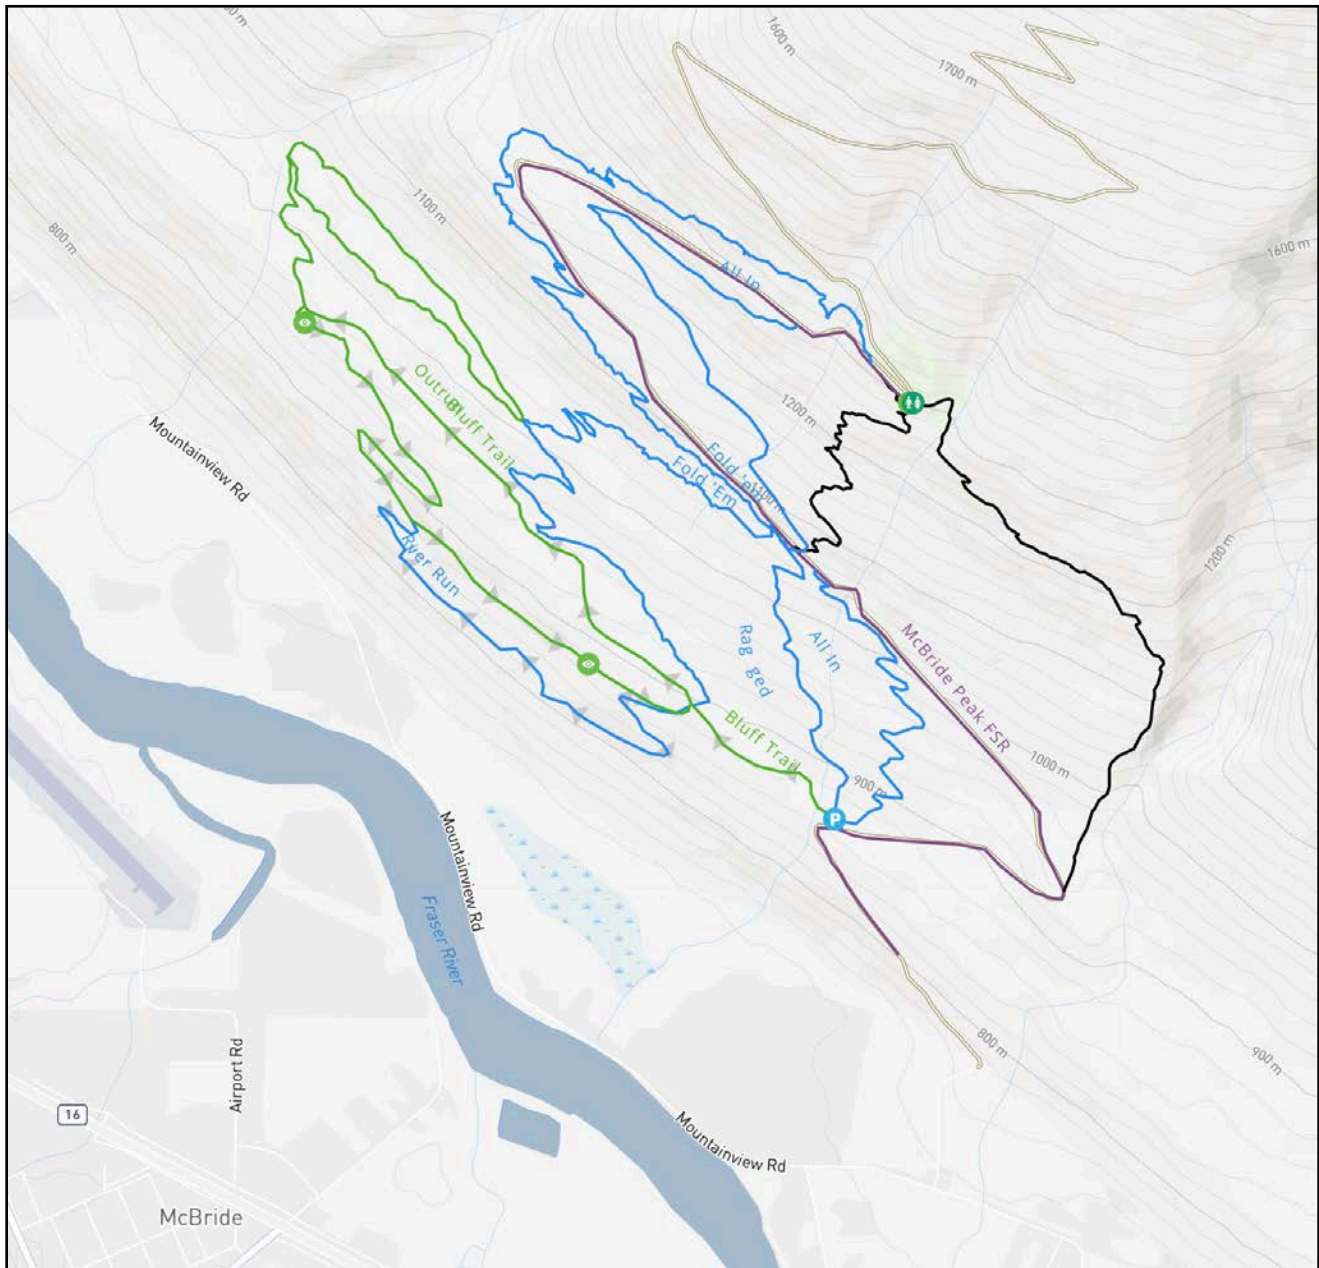 1600 m
1700 m
1100 m
800 m
1600 m
All In
Outrun
Bluff Trail
1200 m
Mountainview Rd
Fold 'em
Fold 'Em
1100 m
1200 m
River Run
Rag ged
All In
McBride Peak FSR
Bluff Trail
1000 m
900 m
P
Mountainview Rd
Fraser River
800 m
900 m
Airport Rd
16
Mountainview Rd
McBride